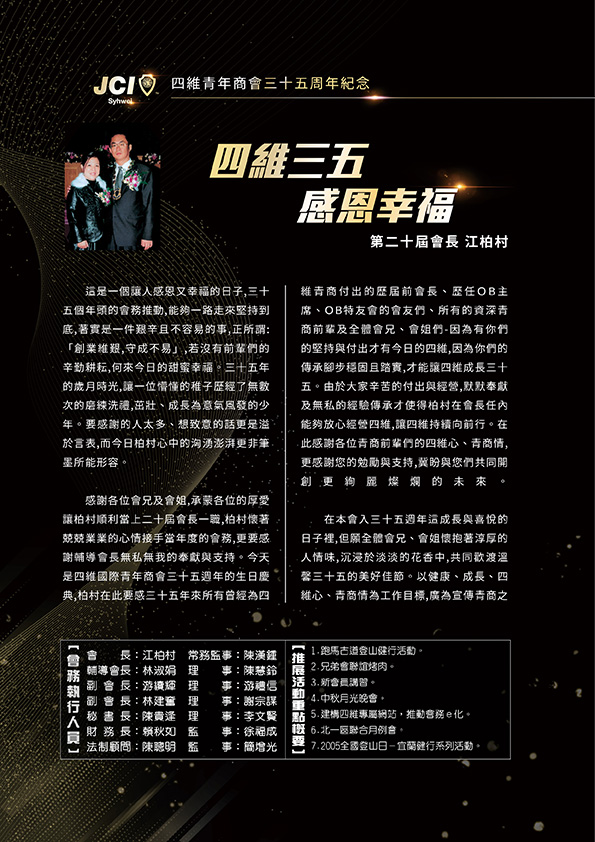 JCI
Syhwei
四維青年商會三十五周年紀念
四維三五
感恩幸福
第二十屆會長 江柏村
這是一個讓人感恩又幸福的日子,三十
五個年頭的會務推動,能夠一路走來堅持到
底,著實是一件艱辛且不容易的事,正所謂:
「創業維艱,守成不易」,若沒有前輩們的
辛勤耕耘,何來今日的甜蜜幸福。三十五年
的歲月時光,讓一位懵懂的稚子歷經了無數
次的磨練洗禮,茁壯、成長為意氣風發的少
年。要感謝的人太多、想致意的話更是溢
於言表,而今日柏村心中的洶湧澎湃更非筆
墨所能形容。
感謝各位會兄及會姐,承蒙各位的厚愛
讓柏村順利當上二十屆會長一職,柏村懷著
兢兢業業的心情接手當年度的會務,更要感
謝輔導會長無私無我的奉獻與支持。今天
是四維國際青年商會三十五週年的生日慶
典,柏村在此要感三十五年來所有曾經為四
維青商付出的歷屆前會長、歷任OB主
席、OB特友會的會友們、所有的資深青
商前輩及全體會兄、會姐們-因為有你們
的堅持與付出才有今日的四維,因為你們的
傳承腳步穩固且踏實,才能讓四維成長三十
五。由於大家辛苦的付出與經營,默默奉獻
及無私的經驗傳承才使得柏村在會長任內
能夠放心經營四維,讓四維持續向前行。在
此感謝各位青商前輩們的四維心、青商情,
更感謝您的勉勵與支持,冀盼與您們共同開
創更絢麗燦爛的未來。
在本會入三十五週年這成長與喜悅的
日子裡,但願全體會兄、會姐懷抱著淳厚的
人情味,沉浸於淡淡的花香中,共同歡渡溫
馨三十五的美好佳節。以健康、成長、四
維心、青商情為工作目標,廣為宣傳青商之
【會務執行人員】
會長：江柏村 常務監事：陳漢鍾
輔導會長：林淑娟 理事：陳慧鈴
副會長：游讚輝 理事：游禮信
副會長：林建奮 理事：謝宗謀
秘書長：陳貴逢 理事：李文賢
財務長：賴秋如 監事：徐福成
法制顧問：陳聰明 監事：簡增光
【推展活動重點概要】
1.跑馬古道登山健行活動。
2.兄弟會聯誼烤肉。
3.新會員講習。
4.中秋月光晚會。
5.建構四維專屬網站，推動會務e化。
6.北一區聯合月例會。
7.2005全國登山日－宜蘭健行系列活動。